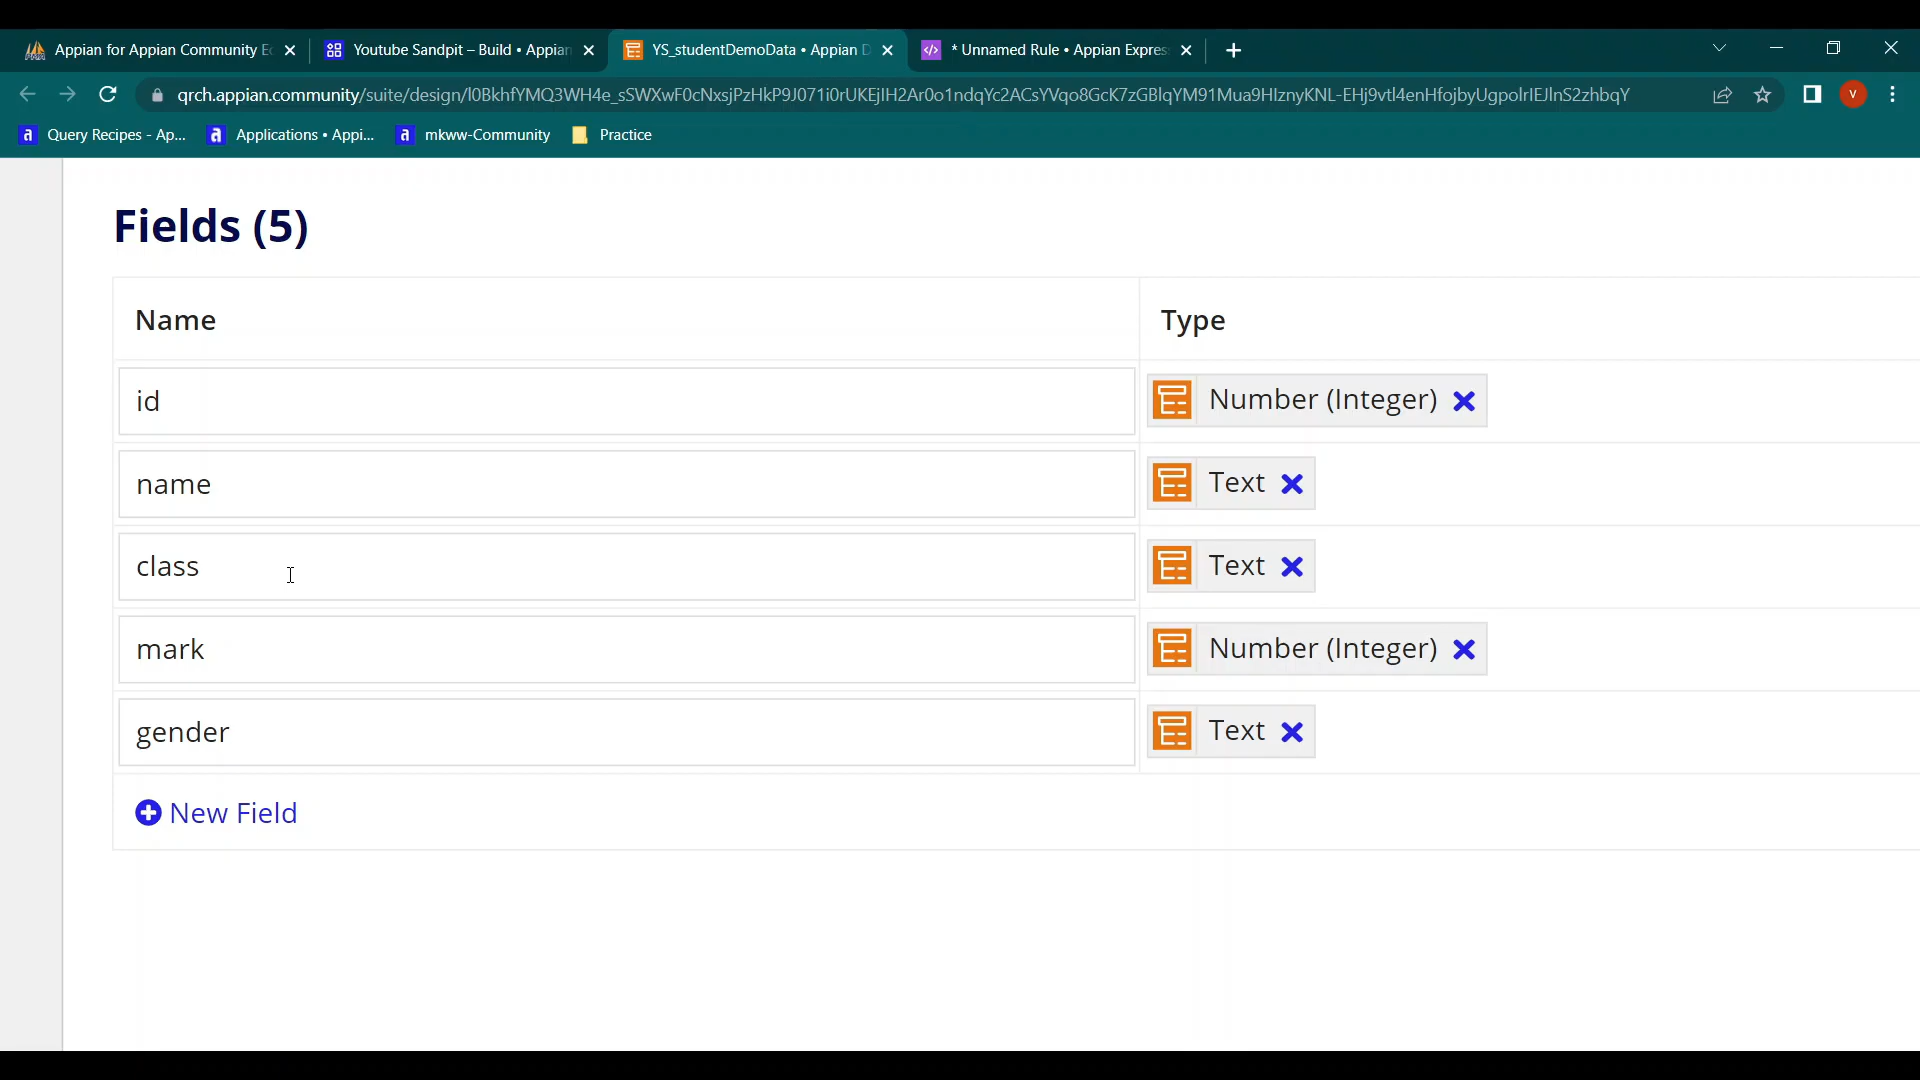 Appian for Appian Community E
Youtube Sandpit – Build • Appian
YS_studentDemoData • Appian D
* Unnamed Rule • Appian Expres
qrch.appian.community/suite/design/
V
Query Recipes - Ap...
Applications • Appi...
mkww-Community
Practice
Fields (5)
Name
Type
id
Number (Integer)
name
Text
class
Text
mark
Number (Integer)
gender
Text
New Field